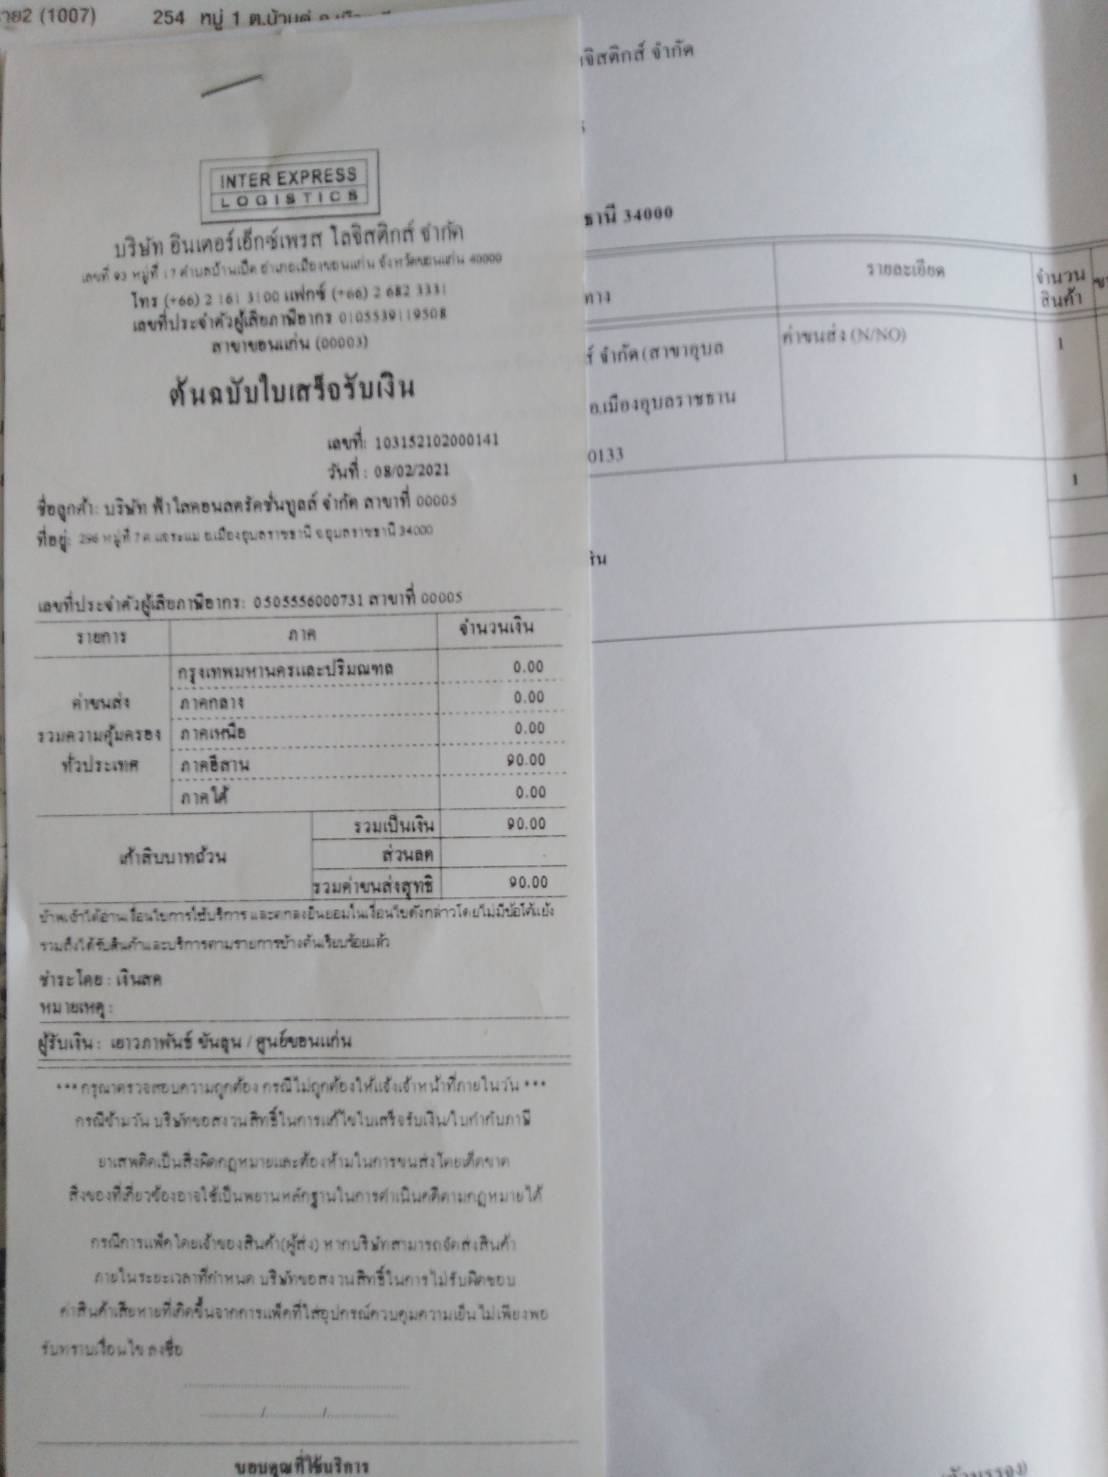 าย2 (1007) 254 หมู่ 1
จิสติกส์ จำกัด
ธานี 34000
รายละเอียด
จำนวน
สินค้า
ทาง
ค่าขนส่ง (N/NO)
1
ส์ จำกัด (สาขาอุบล
อ.เมืองอุบลราชธาน
0133
1
INTER EXPRESS
LOGISTICS
บริษัท อินเตอร์เอ็กซ์เพรส โลจิสติกส์ จำกัด
เลขที่ 93 หมู่ที่ 17 ตำบลบ้านเป็ด อำเภอเมืองขอนแก่น จังหวัดขอนแก่น 40000
โทร (+66) 2 161 3100 แฟกซ์ (+66) 2 682 3331
เลขที่ประจำตัวผู้เสียภาษีอากร 0105539119508
สาขาขอนแก่น (00003)
ต้นฉบับใบเสร็จรับเงิน
เลขที่: 103152102000141
วันที่ : 08/02/2021
ชื่อลูกค้า: บริษัท ฟ้าใสคอนสตรัคชั่นทูลส์ จำกัด สาขาที่ 00005
ที่อยู่: 296 หมู่ที่ 7 ต.แจระแม อ.เมืองอุบลราชธานี จ.อุบลราชธานี 34000
เลขที่ประจำตัวผู้เสียภาษีอากร: 0505556000731 สาขาที่ 00005
รายการ ภาค จำนวนเงิน
กรุงเทพมหานครและปริมณฑล 0.00
ค่าขนส่ง ภาคกลาง 0.00
รวมความคุ้มครอง ภาคเหนือ 0.00
ทั่วประเทศ ภาคอีสาน 90.00
ภาคใต้ 0.00
รวมเป็นเงิน 90.00
เก้าสิบบาทถ้วน ส่วนลด
รวมค่าขนส่งสุทธิ 90.00
ข้าพเจ้าได้อ่านเงื่อนไขการใช้บริการ และตกลงยินยอมในเงื่อนไขดังกล่าวโดยไม่มีข้อโต้แย้ง
รวมถึงได้รับสินค้าและบริการตามรายการข้างต้นเรียบร้อยแล้ว
ชำระโดย : เงินสด
หมายเหตุ :
ผู้รับเงิน : เยาวภาพันธ์ ขันลุน / ศูนย์ขอนแก่น
*** กรุณาตรวจสอบความถูกต้อง กรณีไม่ถูกต้องให้แจ้งเจ้าหน้าที่ภายในวัน ***
กรณีข้ามวัน บริษัทขอสงวนสิทธิ์ในการแก้ไขใบเสร็จรับเงิน/ใบกำกับภาษี
ยาเสพติดเป็นสิ่งผิดกฎหมายและต้องห้ามในการขนส่งโดยเด็ดขาด
สิ่งของที่เกี่ยวข้องอาจใช้เป็นพยานหลักฐานในการดำเนินคดีตามกฎหมายได้
กรณีการแพ็คโดยเจ้าของสินค้า(ผู้ส่ง) หากบริษัทสามารถจัดส่งสินค้า
ภายในระยะเวลาที่กำหนด บริษัทขอสงวนสิทธิ์ในการไม่รับผิดชอบ
ค่าสินค้าเสียหายที่เกิดขึ้นจากการแพ็คที่ใส่อุปกรณ์ควบคุมความเย็นไม่เพียงพอ
รับทราบเงื่อนไข ลงชื่อ
............/............/............
ขอบคุณที่ใช้บริการ